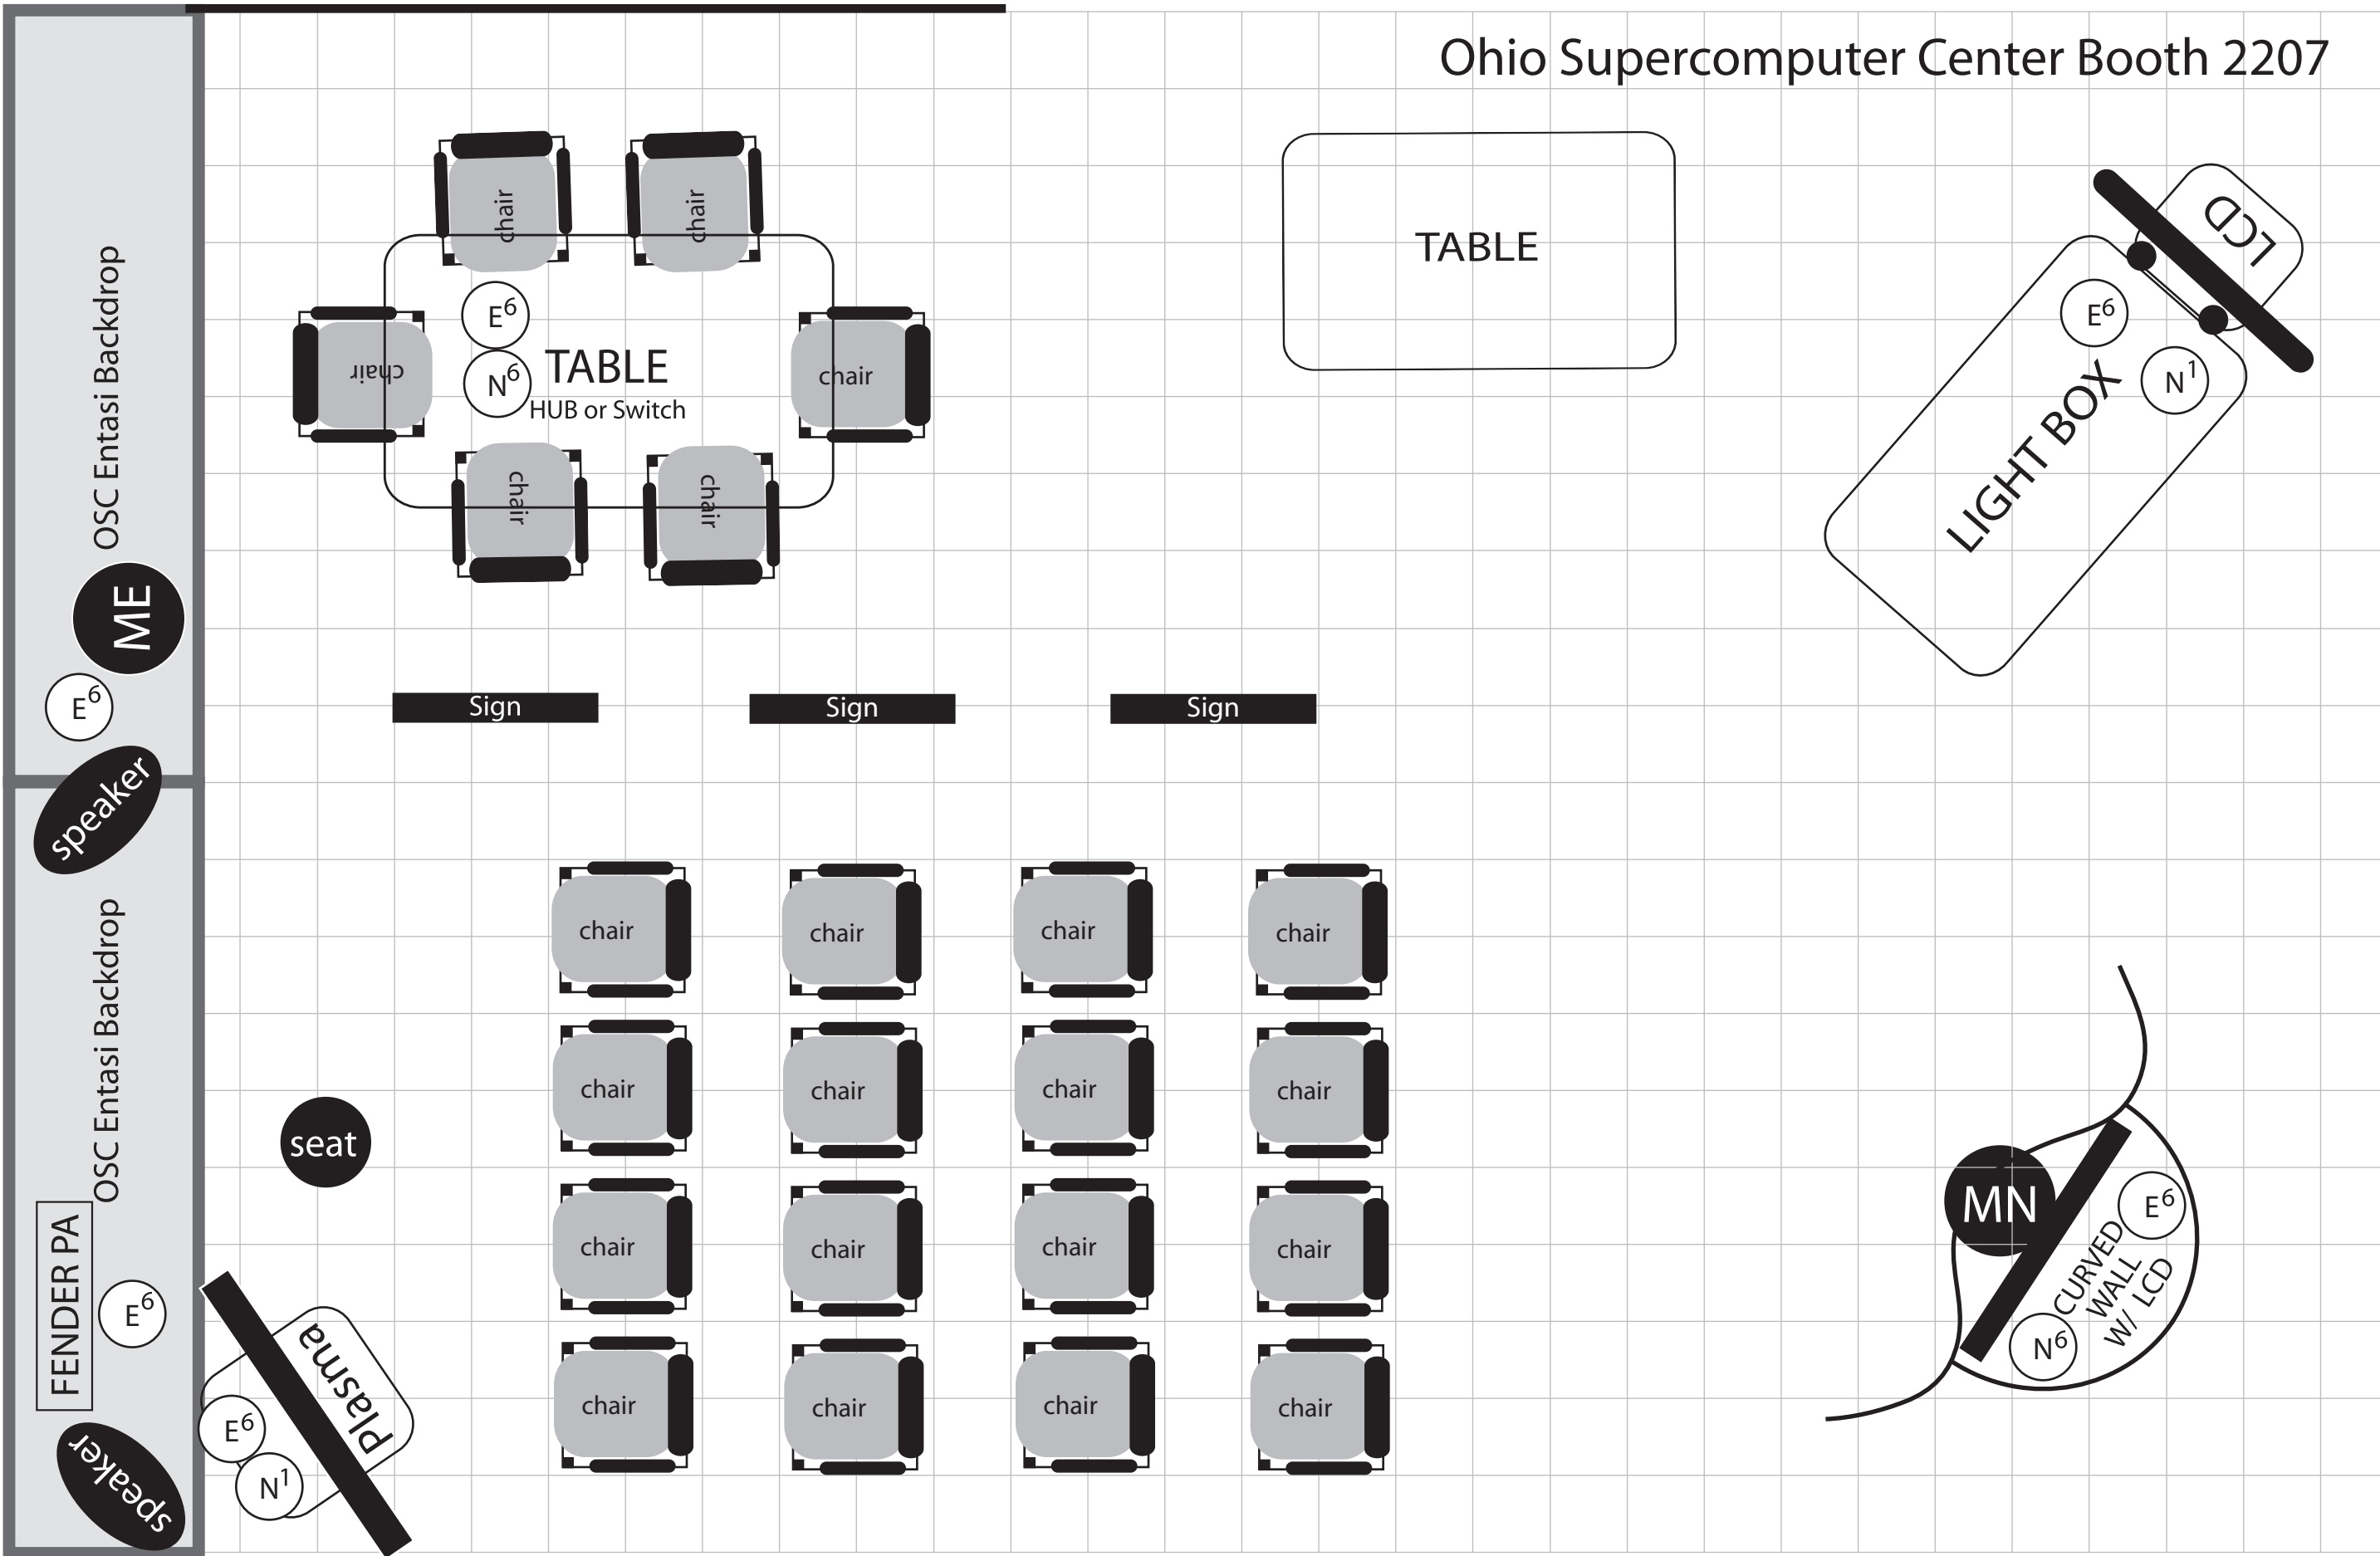 Ohio Supercomputer Center Booth 2207
OSC Entasi Backdrop
chair
chair
TABLE
LCD
E6
chair
N6
TABLE
HUB or Switch
chair
E6
N1
LIGHT BOX
chair
chair
ME
E6
Sign
Sign
Sign
speaker
OSC Entasi Backdrop
chair
chair
chair
chair
chair
chair
chair
chair
seat
MN
E6
CURVED
WALL
W/ LCD
N6
chair
chair
chair
chair
FENDER PA
E6
Plasma
E6
N1
chair
chair
chair
chair
speaker